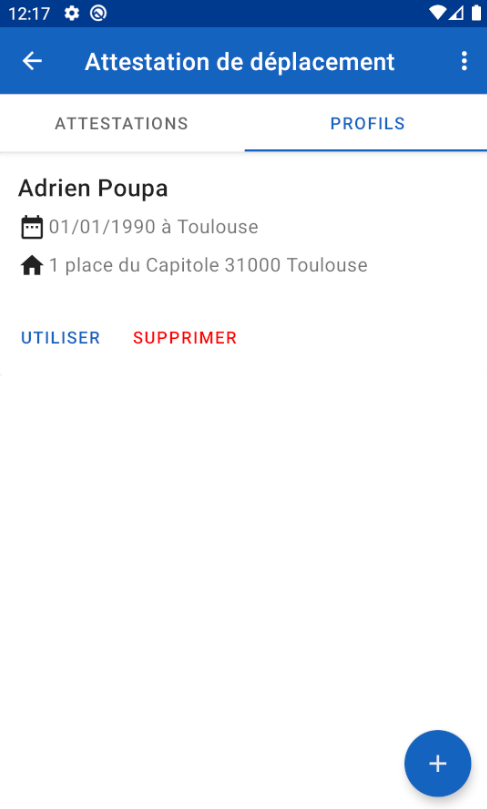 12:17
Attestation de déplacement
ATTESTATIONS PROFILS
Adrien Poupa
01/01/1990 à Toulouse
1 place du Capitole 31000 Toulouse
UTILISER SUPPRIMER